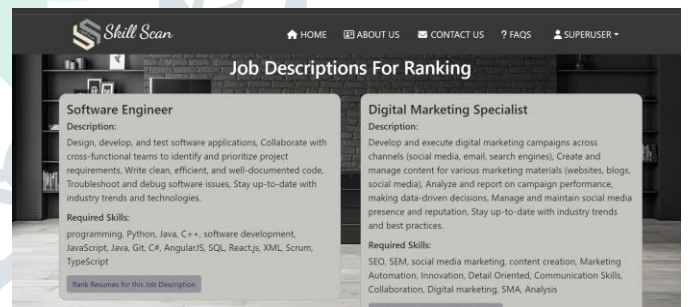 Skill Scan
HOME
ABOUT US
CONTACT US
? FAQS
SUPERUSER
Job Descriptions For Ranking
Software Engineer
Description:
Design, develop, and test software applications, Collaborate with
cross-functional teams to identify and prioritize project
requirements, Write clean, efficient, and well-documented code,
Troubleshoot and debug software issues, Stay up-to-date with
industry trends and technologies.
Required Skills:
programming, Python, Java, C++, software development,
JavaScript, Java, Git, C#, AngularJS, SQL, React.js, XML, Scrum,
TypeScript
Rank Resumes for this Job Description
Digital Marketing Specialist
Description:
Develop and execute digital marketing campaigns across
channels (social media, email, search engines), Create and
manage content for various marketing materials (websites, blogs,
social media), Analyze and report on campaign performance,
making data-driven decisions, Manage and maintain social media
presence and reputation, Stay up-to-date with industry trends
and best practices.
Required Skills:
SEO, SEM, social media marketing, content creation, Marketing
Automation, Innovation, Detail Oriented, Communication Skills,
Collaboration, Digital marketing, SMA, Analysis